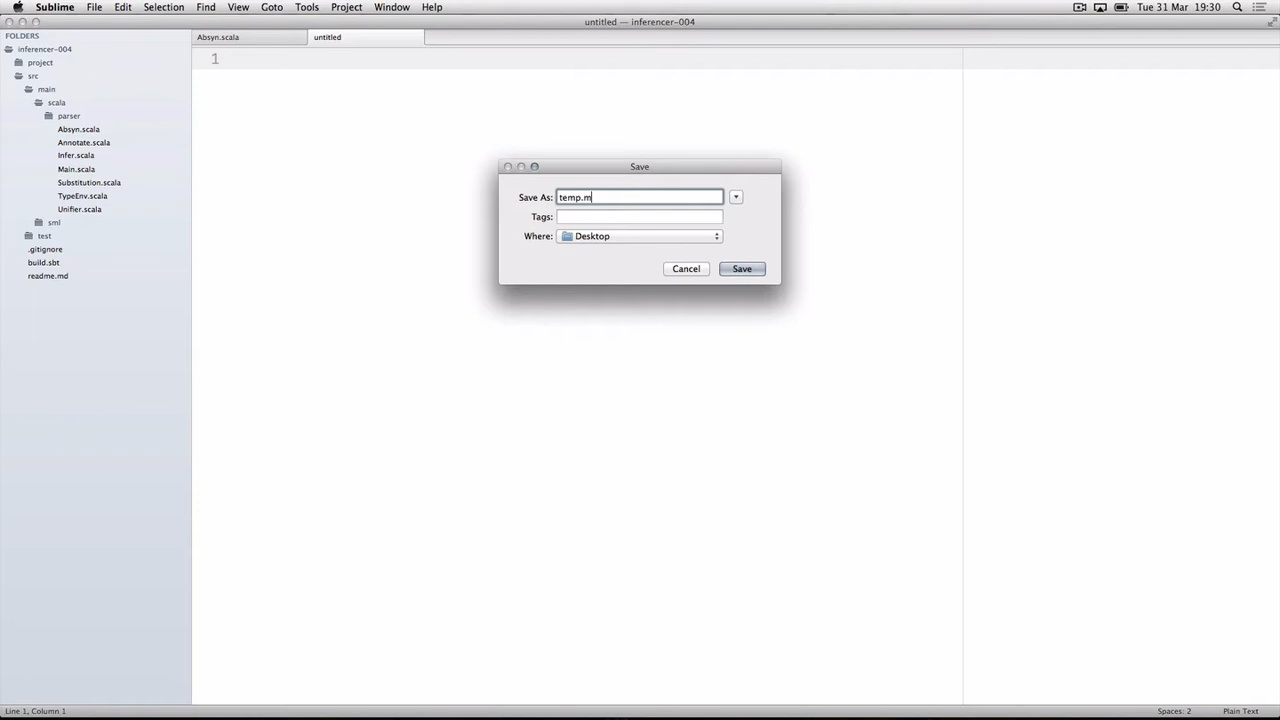 Sublime File Edit Selection Find View Goto Tools Project Window Help Tue 31 Mar 19:30
untitled — inferencer-004
FOLDERS
inferencer-004
project
src
main
scala
parser
Absyn.scala
Annotate.scala
Infer.scala
Main.scala
Substitution.scala
TypeEnv.scala
Unifier.scala
sml
test
.gitignore
build.sbt
readme.md
Absyn.scala untitled
1
Save
Save As: temp.m
Tags:
Where: Desktop
Cancel Save
Line 1, Column 1 Spaces: 2 Plain Text